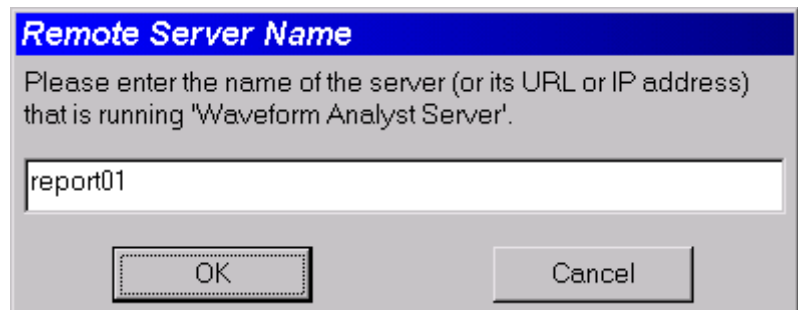 Remote Server Name
Please enter the name of the server (or its URL or IP address)
that is running 'Waveform Analyst Server'.
report01
OK
Cancel